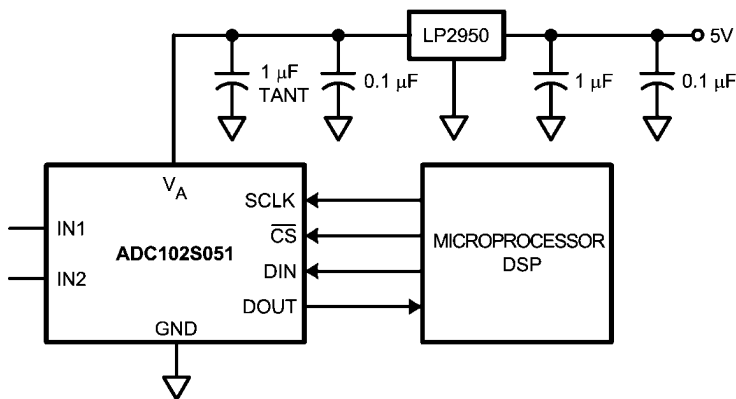 LP2950
5V
1 μF
TANT
0.1 μF
1 μF
0.1 μF
VA
SCLK
CS
DIN
DOUT
IN1
IN2
ADC102S051
GND
MICROPROCESSOR
DSP